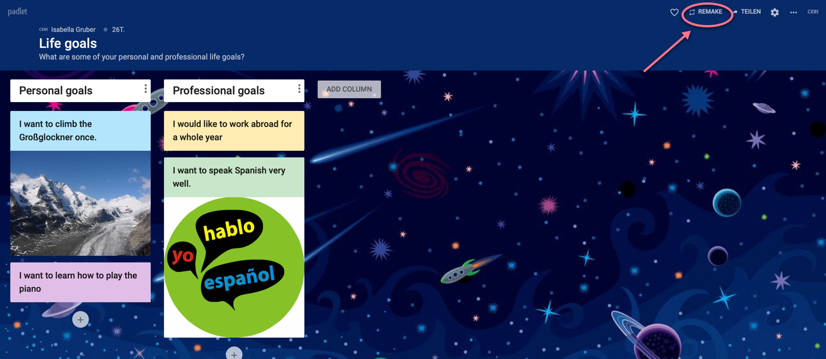 padlet
REMAKE
TEILEN
Isabella Gruber
26T.
Life goals
What are some of your personal and professional life goals?
Personal goals
Professional goals
ADD COLUMN
I want to climb the
Großglockner once.
I would like to work abroad for
a whole year
I want to speak Spanish very
well.
hablo
yo
español
I want to learn how to play the
piano